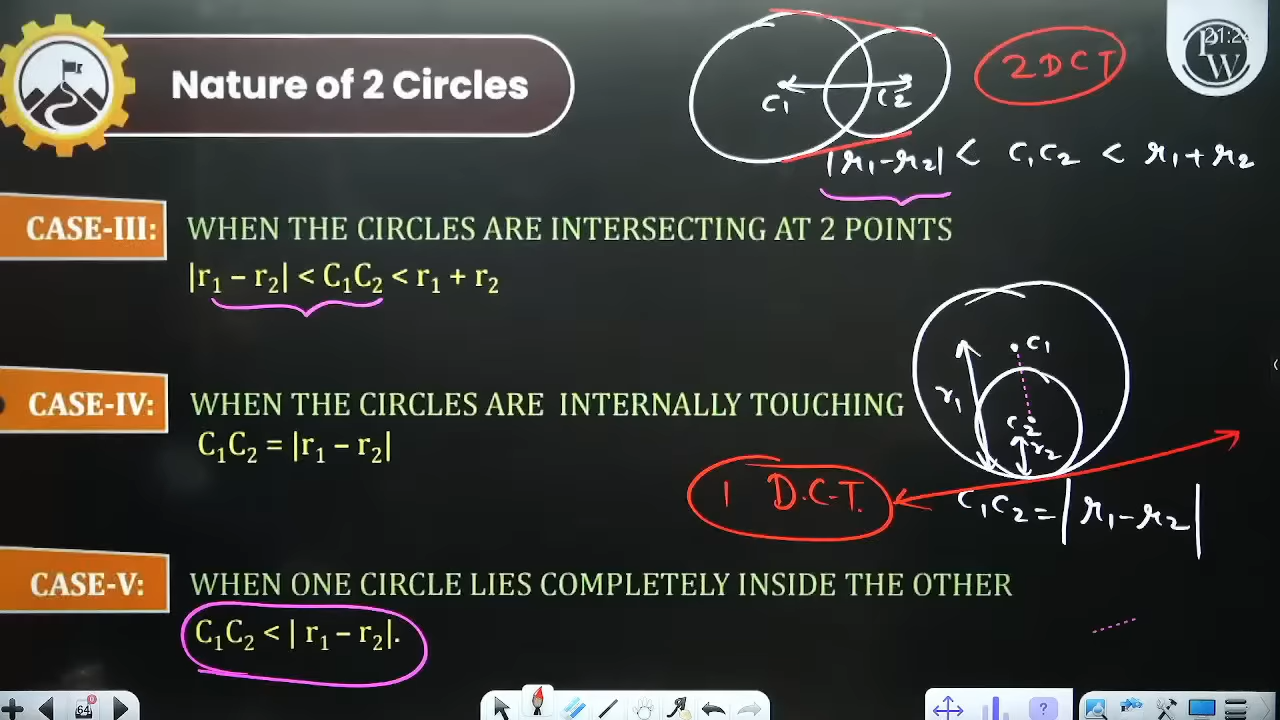 Nature of 2 Circles
C1 C2
2 D C T
|r1-r2| < C1C2 < r1+r2
CASE-III: WHEN THE CIRCLES ARE INTERSECTING AT 2 POINTS
|r₁ – r₂| < C₁C₂ < r₁ + r₂
C1
r1
C2
r2
CASE-IV: WHEN THE CIRCLES ARE INTERNALLY TOUCHING
C₁C₂ = |r₁ – r₂|
1 D.C.T.
C1C2 = |r1-r2|
CASE-V: WHEN ONE CIRCLE LIES COMPLETELY INSIDE THE OTHER
C₁C₂ < | r₁ – r₂|.
64